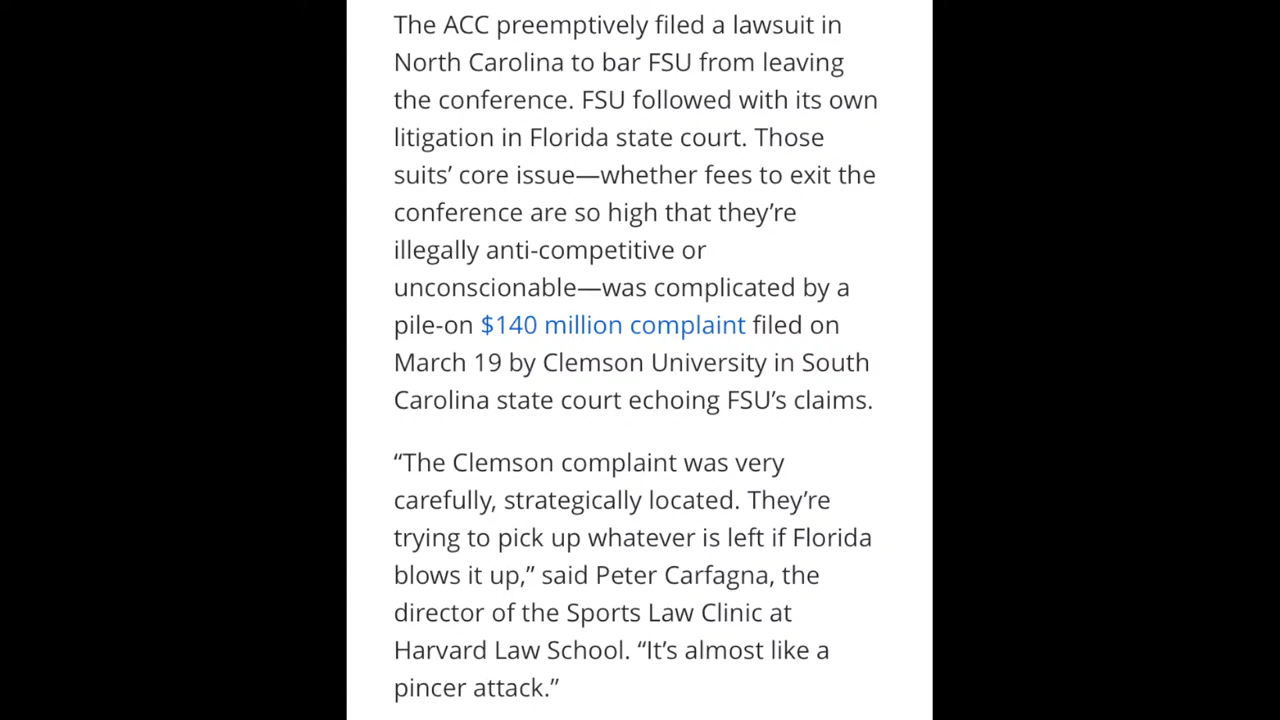 The ACC preemptively filed a lawsuit in
North Carolina to bar FSU from leaving
the conference. FSU followed with its own
litigation in Florida state court. Those
suits’ core issue—whether fees to exit the
conference are so high that they’re
illegally anti-competitive or
unconscionable—was complicated by a
pile-on $140 million complaint filed on
March 19 by Clemson University in South
Carolina state court echoing FSU’s claims.
“The Clemson complaint was very
carefully, strategically located. They’re
trying to pick up whatever is left if Florida
blows it up,” said Peter Carfagna, the
director of the Sports Law Clinic at
Harvard Law School. “It’s almost like a
pincer attack.”